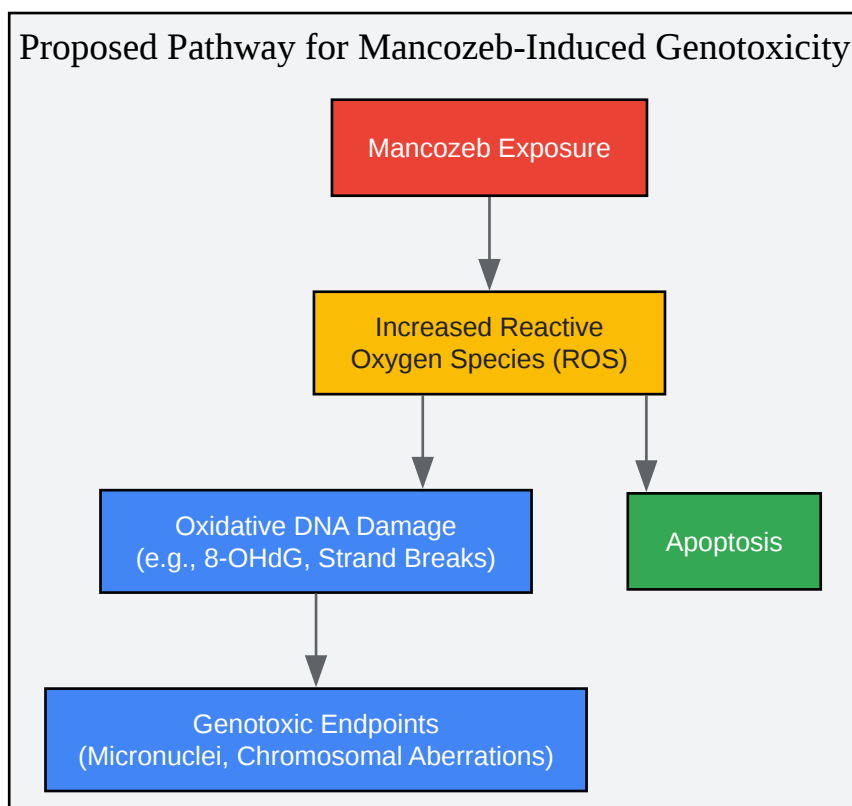 Proposed Pathway for Mancozeb-Induced Genotoxicity
Mancozeb Exposure
Increased Reactive
Oxygen Species (ROS)
Oxidative DNA Damage
(e.g., 8-OHdG, Strand Breaks)
Apoptosis
Genotoxic Endpoints
(Micronuclei, Chromosomal Aberrations)